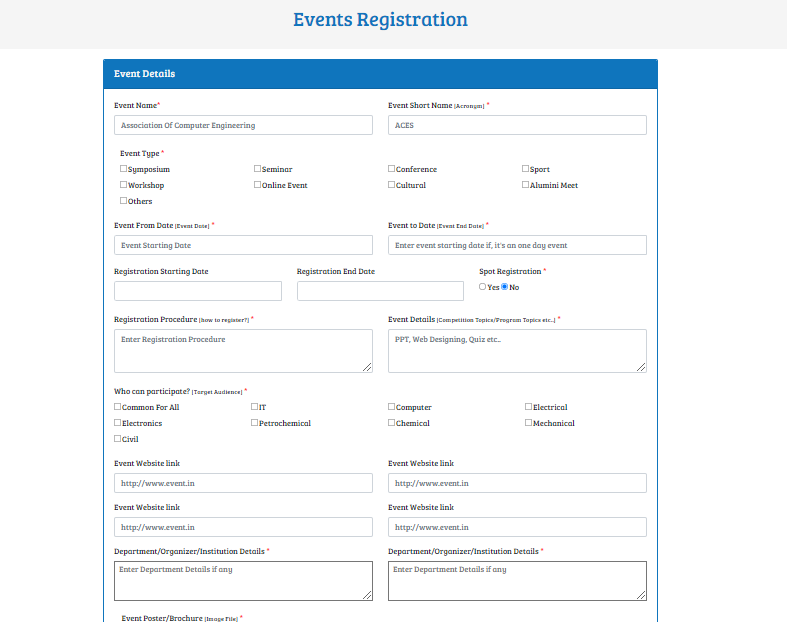 Events Registration
Event Details
Event Name* Event Short Name [Acronym] *
Association Of Computer Engineering ACES
Event Type *
Symposium Seminar Conference Sport
Workshop Online Event Cultural Alumini Meet
Others
Event From Date [Event Date] * Event to Date [Event End Date] *
Event Starting Date Enter event starting date if, it's an one day event
Registration Starting Date Registration End Date Spot Registration *
Yes No
Registration Procedure [how to register?] * Event Details [Competition Topics/Program Topics etc..] *
Enter Registration Procedure PPT, Web Designing, Quiz etc..
Who can participate? [Target Audience] *
Common For All IT Computer Electrical
Electronics Petrochemical Chemical Mechanical
Civil
Event Website link Event Website link
http://www.event.in http://www.event.in
Event Website link Event Website link
http://www.event.in http://www.event.in
Department/Organizer/Institution Details * Department/Organizer/Institution Details *
Enter Department Details if any Enter Department Details if any
Event Poster/Brochure [Image File] *